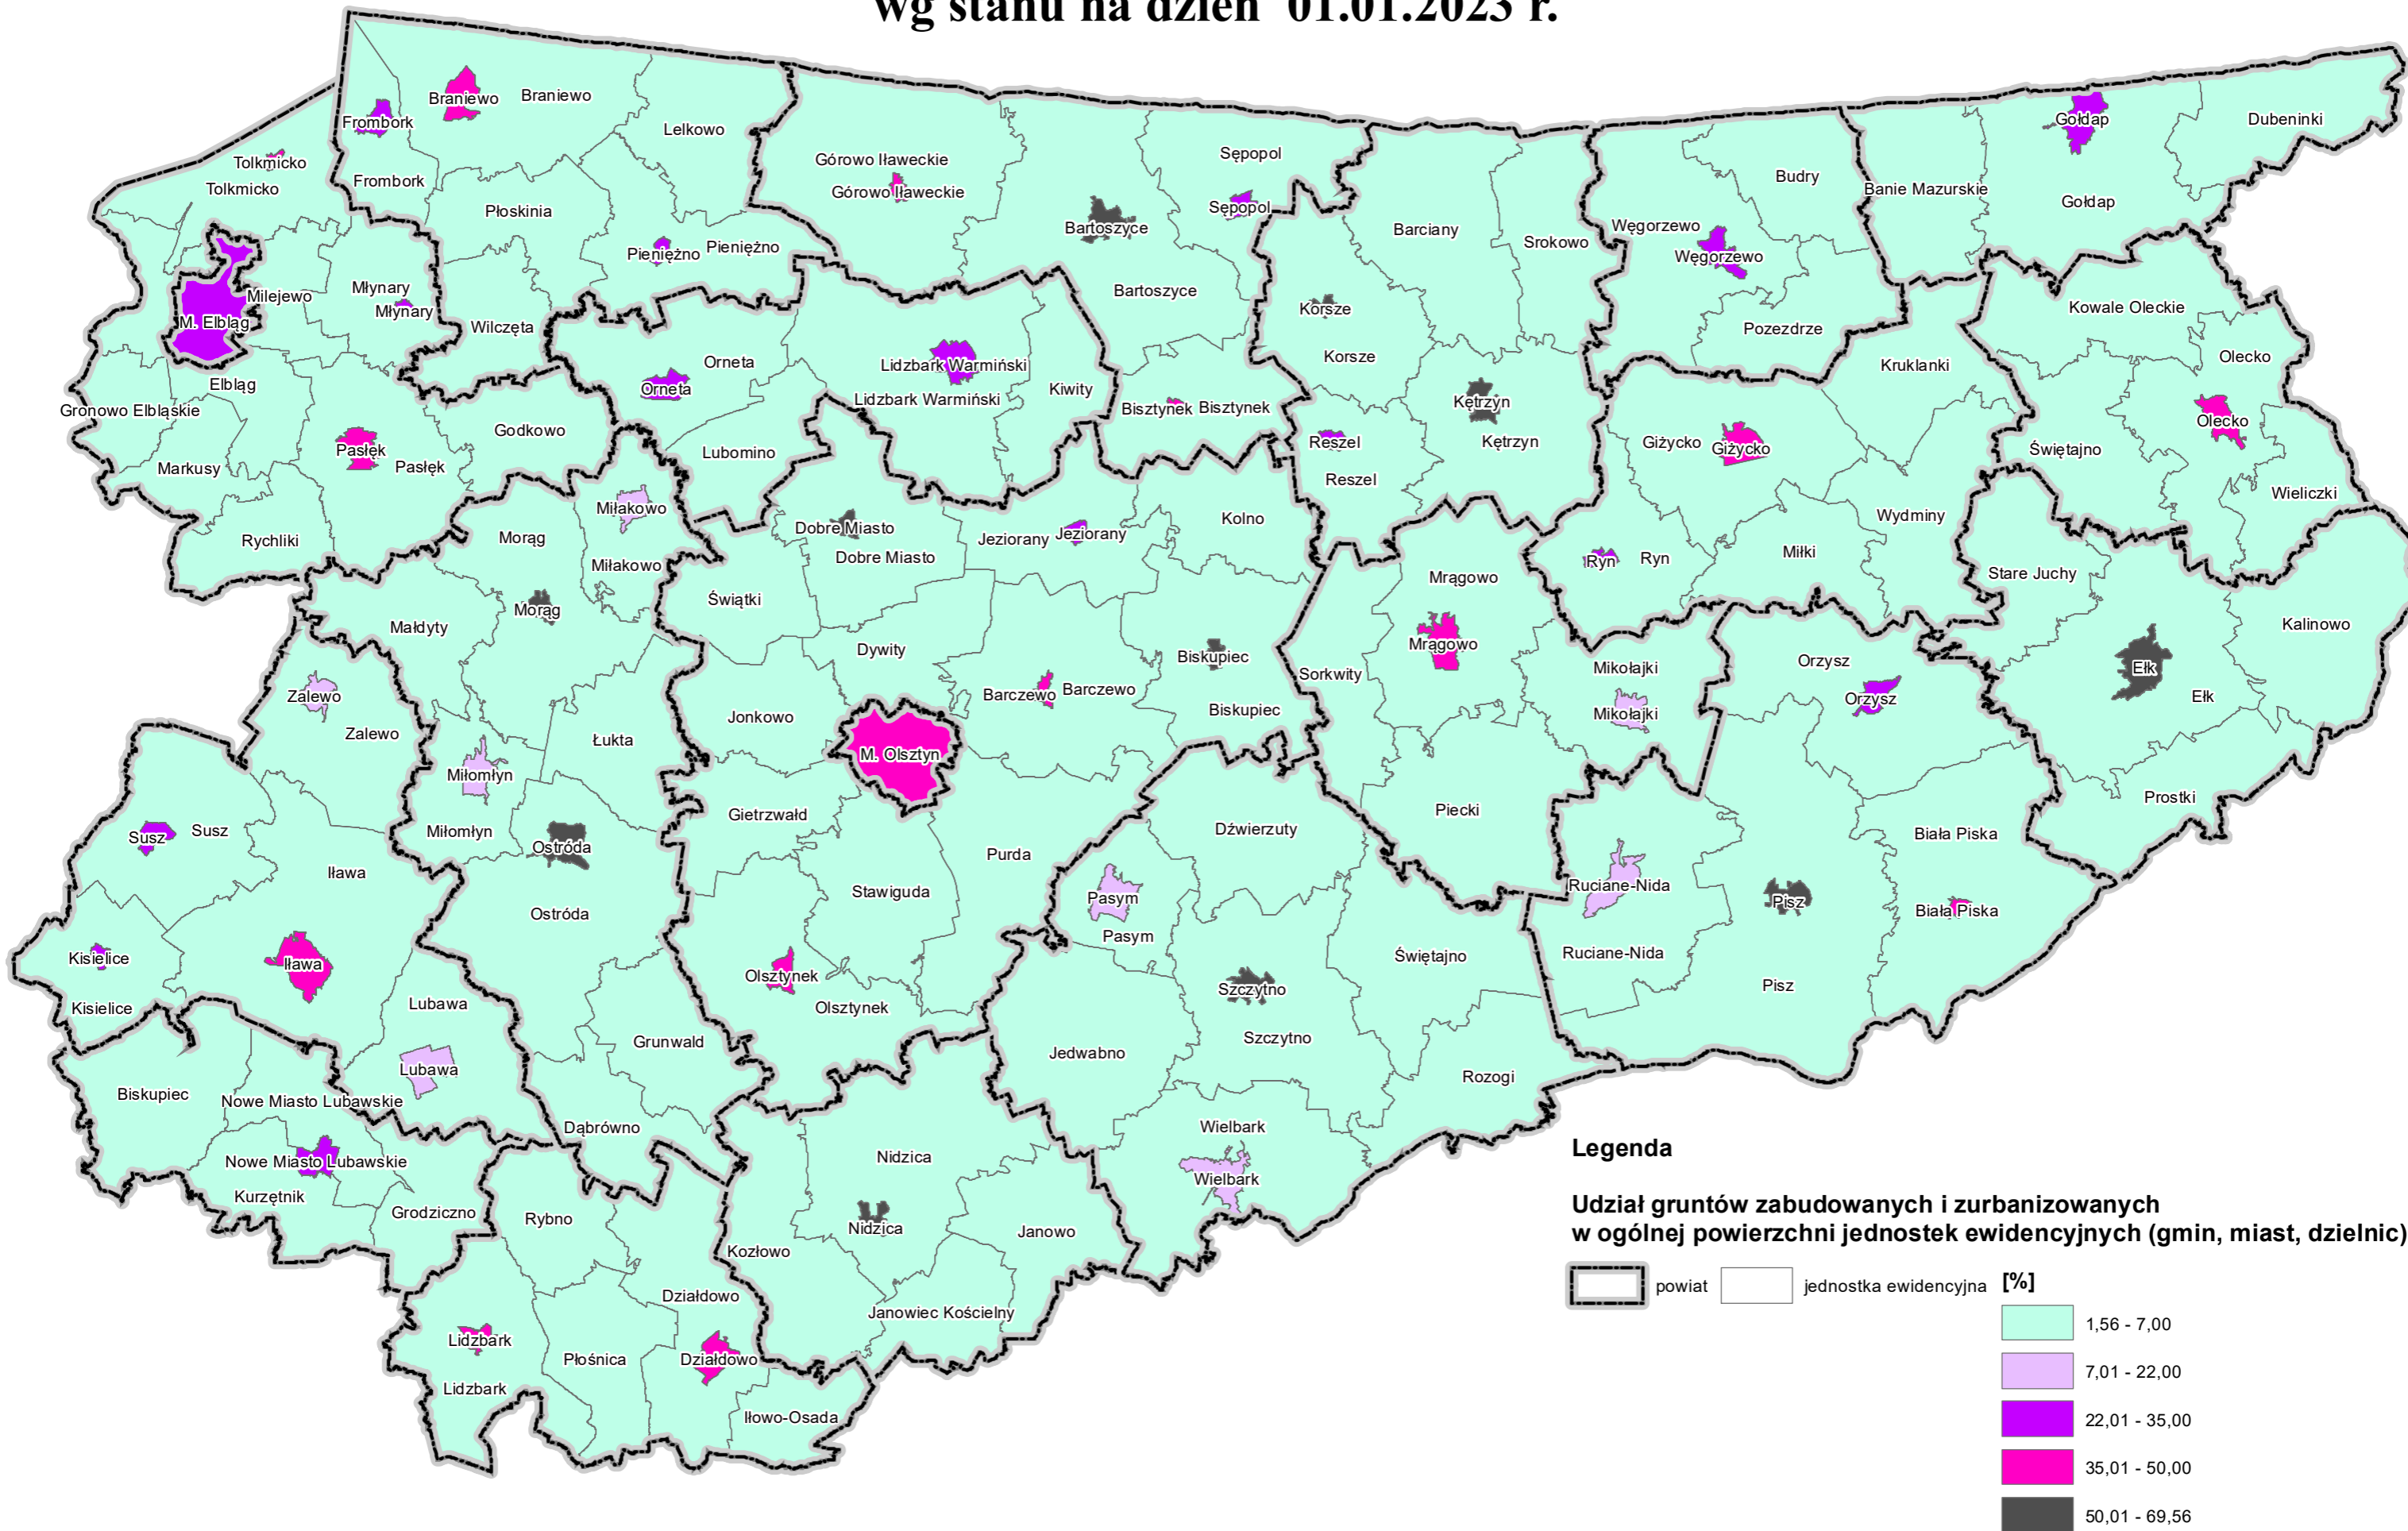 wg stanu na dzień 01.01.2023 r.
Braniewo
Braniewo
Frombork
Lelkowo
Gołdap
Dubeninki
Tolkmicko
Tolkmicko
Frombork
Górowo Iławeckie
Górowo Iławeckie
Sępopol
Sępopol
Budry
Banie Mazurskie
Gołdap
Płoskinia
Bartoszyce
Barciany
Srokowo
Węgorzewo
Węgorzewo
Pieniężno
Pieniężno
Milejewo
Młynary
Młynary
M. Elbląg
Wilczęta
Bartoszyce
Korsze
Korsze
Pozezdrze
Kowale Oleckie
Olecko
Orneta
Orneta
Lidzbark Warmiński
Lidzbark Warmiński
Kiwity
Kruklanki
Elbląg
Gronowo Elbląskie
Bisztynek
Bisztynek
Kętrzyn
Kętrzyn
Olecko
Godkowo
Pasłęk
Pasłęk
Markusy
Lubomino
Reszel
Reszel
Giżycko
Giżycko
Świętajno
Wieliczki
Rychliki
Morąg
Miłakowo
Miłakowo
Dobre Miasto
Dobre Miasto
Jeziorany
Jeziorany
Kolno
Wydminy
Ryn
Ryn
Miłki
Stare Juchy
Mrągowo
Mrągowo
Świątki
Morąg
Małdyty
Kalinowo
Dywity
Biskupiec
Biskupiec
Sorkwity
Mikołajki
Mikołajki
Orzysz
Orzysz
Ełk
Ełk
Zalewo
Zalewo
Barczewo
Barczewo
Jonkowo
Łukta
M. Olsztyn
Miłomłyn
Miłomłyn
Prostki
Gietrzwałd
Piecki
Dźwierzuty
Susz
Susz
Biała Piska
Biała Piska
Ostróda
Ostróda
Purda
Iława
Stawiguda
Ruciane-Nida
Ruciane-Nida
Pasym
Pasym
Pisz
Pisz
Kisielice
Kisielice
Iława
Olsztynek
Olsztynek
Świętajno
Szczytno
Szczytno
Lubawa
Lubawa
Grunwald
Jedwabno
Rozogi
Biskupiec
Nowe Miasto Lubawskie
Nowe Miasto Lubawskie
Dąbrówno
Wielbark
Wielbark
Nidzica
Nidzica
Kurzętnik
Grodziczno
Rybno
Kozłowo
Janowo
Działdowo
Działdowo
Janowiec Kościelny
Lidzbark
Lidzbark
Płośnica
Iłowo-Osada
Legenda
Udział gruntów zabudowanych i zurbanizowanych
w ogólnej powierzchni jednostek ewidencyjnych (gmin, miast, dzielnic)
powiat
jednostka ewidencyjna
[%]
1,56 - 7,00
7,01 - 22,00
22,01 - 35,00
35,01 - 50,00
50,01 - 69,56